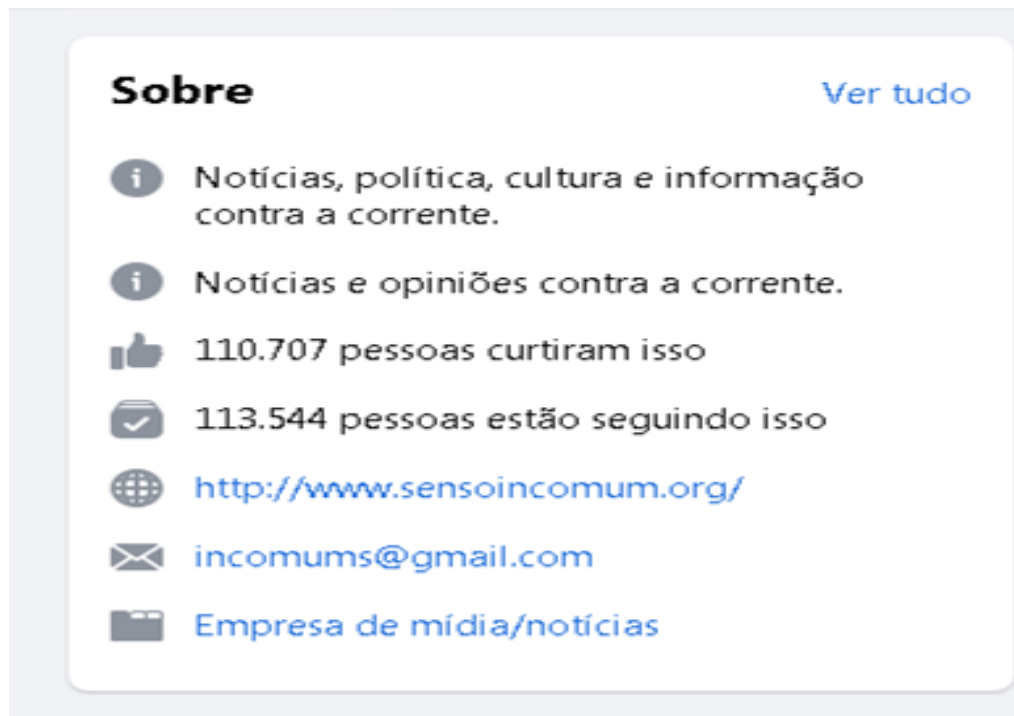 Sobre
Ver tudo
Notícias, política, cultura e informação
contra a corrente.
Notícias e opiniões contra a corrente.
110.707 pessoas curtiram isso
113.544 pessoas estão seguindo isso
http://www.sensoincomum.org/
incomums@gmail.com
Empresa de mídia/notícias